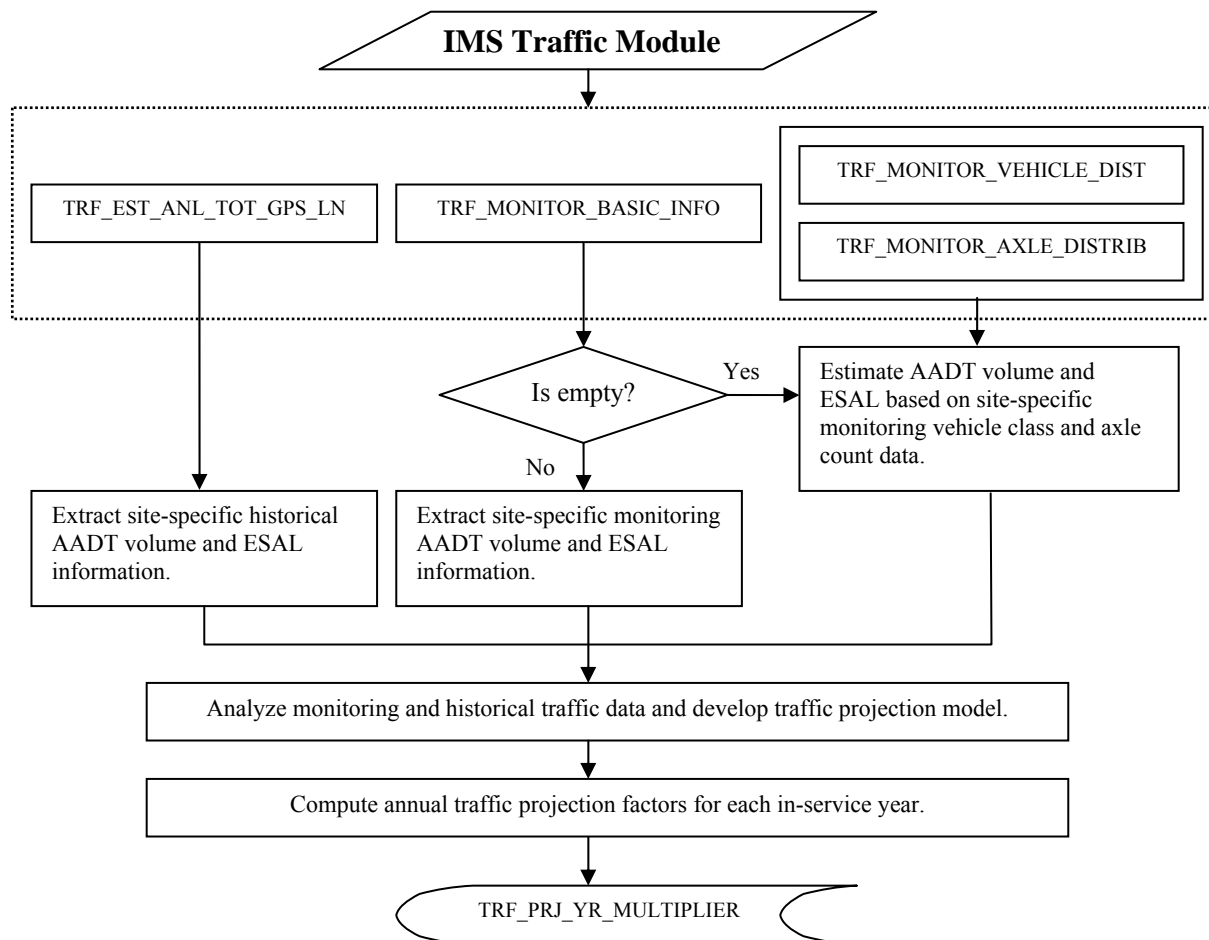 IMS Traffic Module
TRF_EST_ANL_TOT_GPS_LN
TRF_MONITOR_BASIC_INFO
TRF_MONITOR_VEHICLE_DIST
TRF_MONITOR_AXLE_DISTRIB
Is empty?
Yes
No
Estimate AADT volume and
ESAL based on site-specific
monitoring vehicle class and axle
count data.
Extract site-specific historical
AADT volume and ESAL
information.
Extract site-specific monitoring
AADT volume and ESAL
information.
Analyze monitoring and historical traffic data and develop traffic projection model.
Compute annual traffic projection factors for each in-service year.
TRF_PRJ_YR_MULTIPLIER